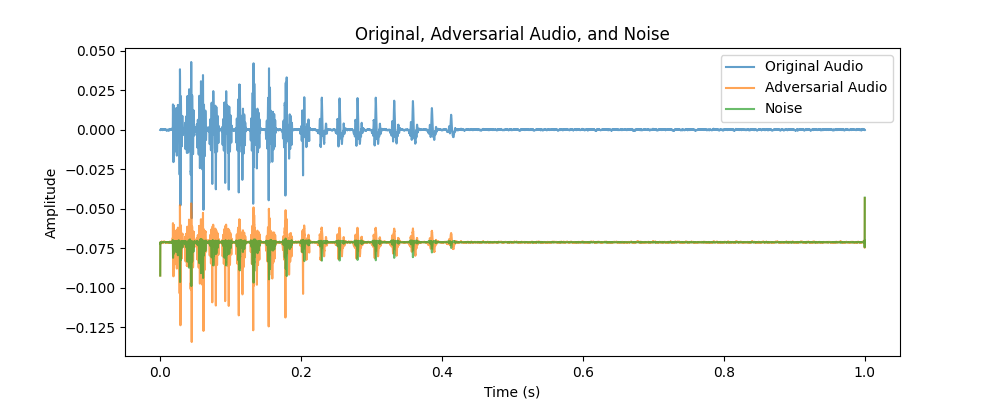 Original, Adversarial Audio, and Noise
Original Audio
Adversarial Audio
Noise
Amplitude
0.050
0.025
0.000
−0.025
−0.050
−0.075
−0.100
−0.125
0.0 0.2 0.4 0.6 0.8 1.0
Time (s)